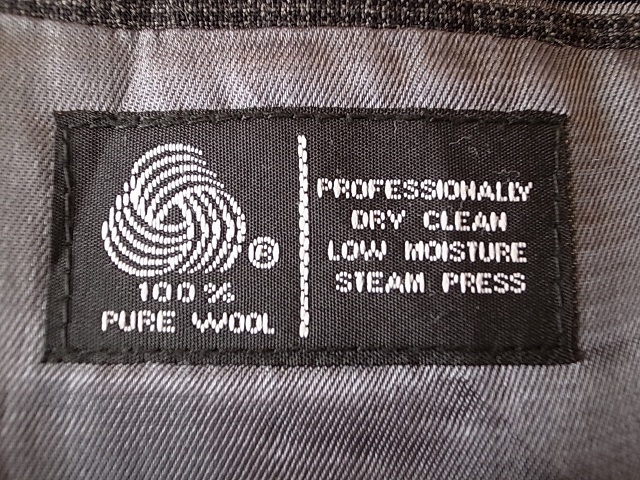 ®
100%
PURE WOOL
PROFESSIONALLY
DRY CLEAN
LOW MOISTURE
STEAM PRESS